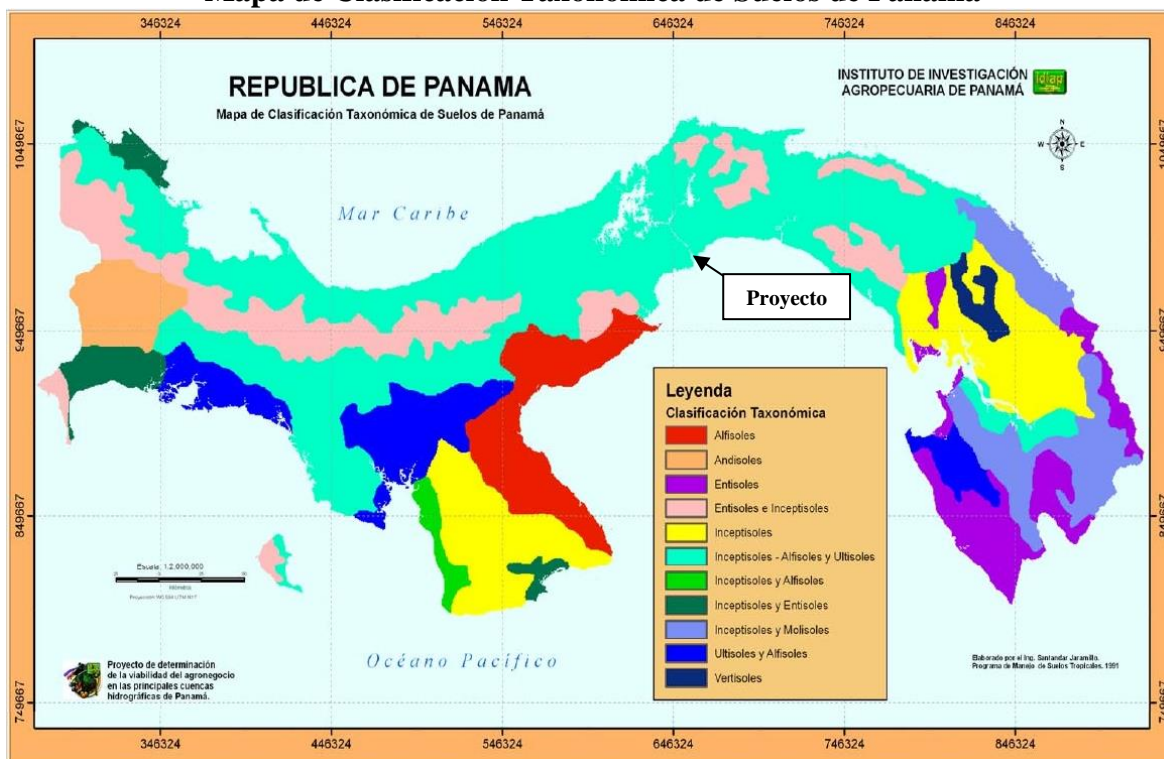 Mapa de Clasificación Taxonómica de Suelos de Panamá
346324 446324 546324 646324 746324 846324
REPUBLICA DE PANAMA
Mapa de Clasificación Taxonómica de Suelos de Panamá
INSTITUTO DE INVESTIGACIÓN
AGROPECUARIA DE PANAMÁ
idiap
N
W E
S
1049667 1049667
Mar Caribe
Proyecto
949667 949667
Leyenda
Clasificación Taxonómica
Alfisoles
Andisoles
Entisoles
Entisoles e Inceptisoles
Inceptisoles
Inceptisoles - Alfisoles y Ultisoles
Inceptisoles y Alfisoles
Inceptisoles y Entisoles
Inceptisoles y Molisoles
Ultisoles y Alfisoles
Vertisoles
849667 849667
Escala: 1:2,000,000
Océano Pacífico
Proyecto de determinación
de la viabilidad del agronegocio
en las principales cuencas
hidrográficas de Panamá.
Elaborado por el Ing. Santander Jaramillo.
Programa de Manejo de Suelos Tropicales. 1991
749667 749667
346324 446324 546324 646324 746324 846324